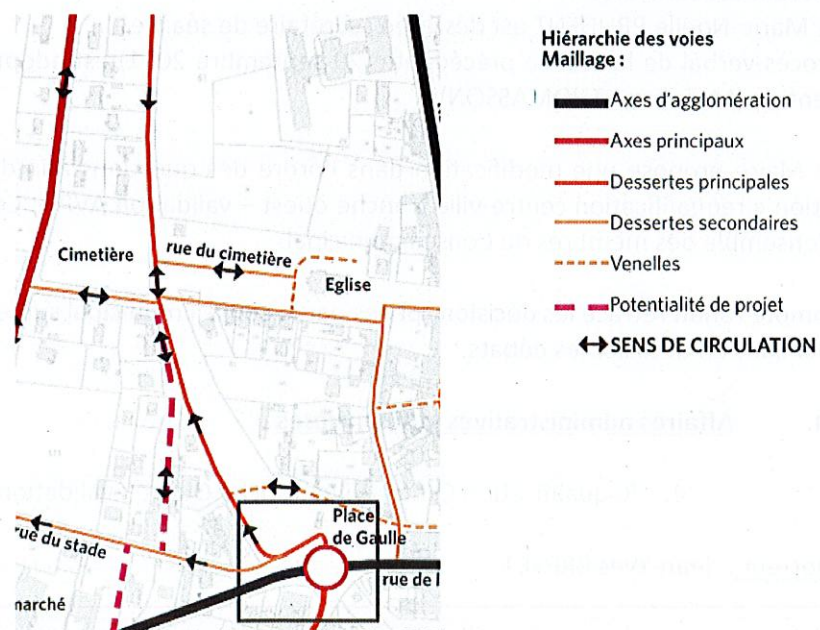 Cimetière
rue du cimetière
Eglise
Place
de Gaulle
rue du stade
marché
rue de l
Hiérarchie des voies
Maillage :
Axes d'agglomération
Axes principaux
Dessertes principales
Dessertes secondaires
Venelles
Potentialité de projet
SENS DE CIRCULATION